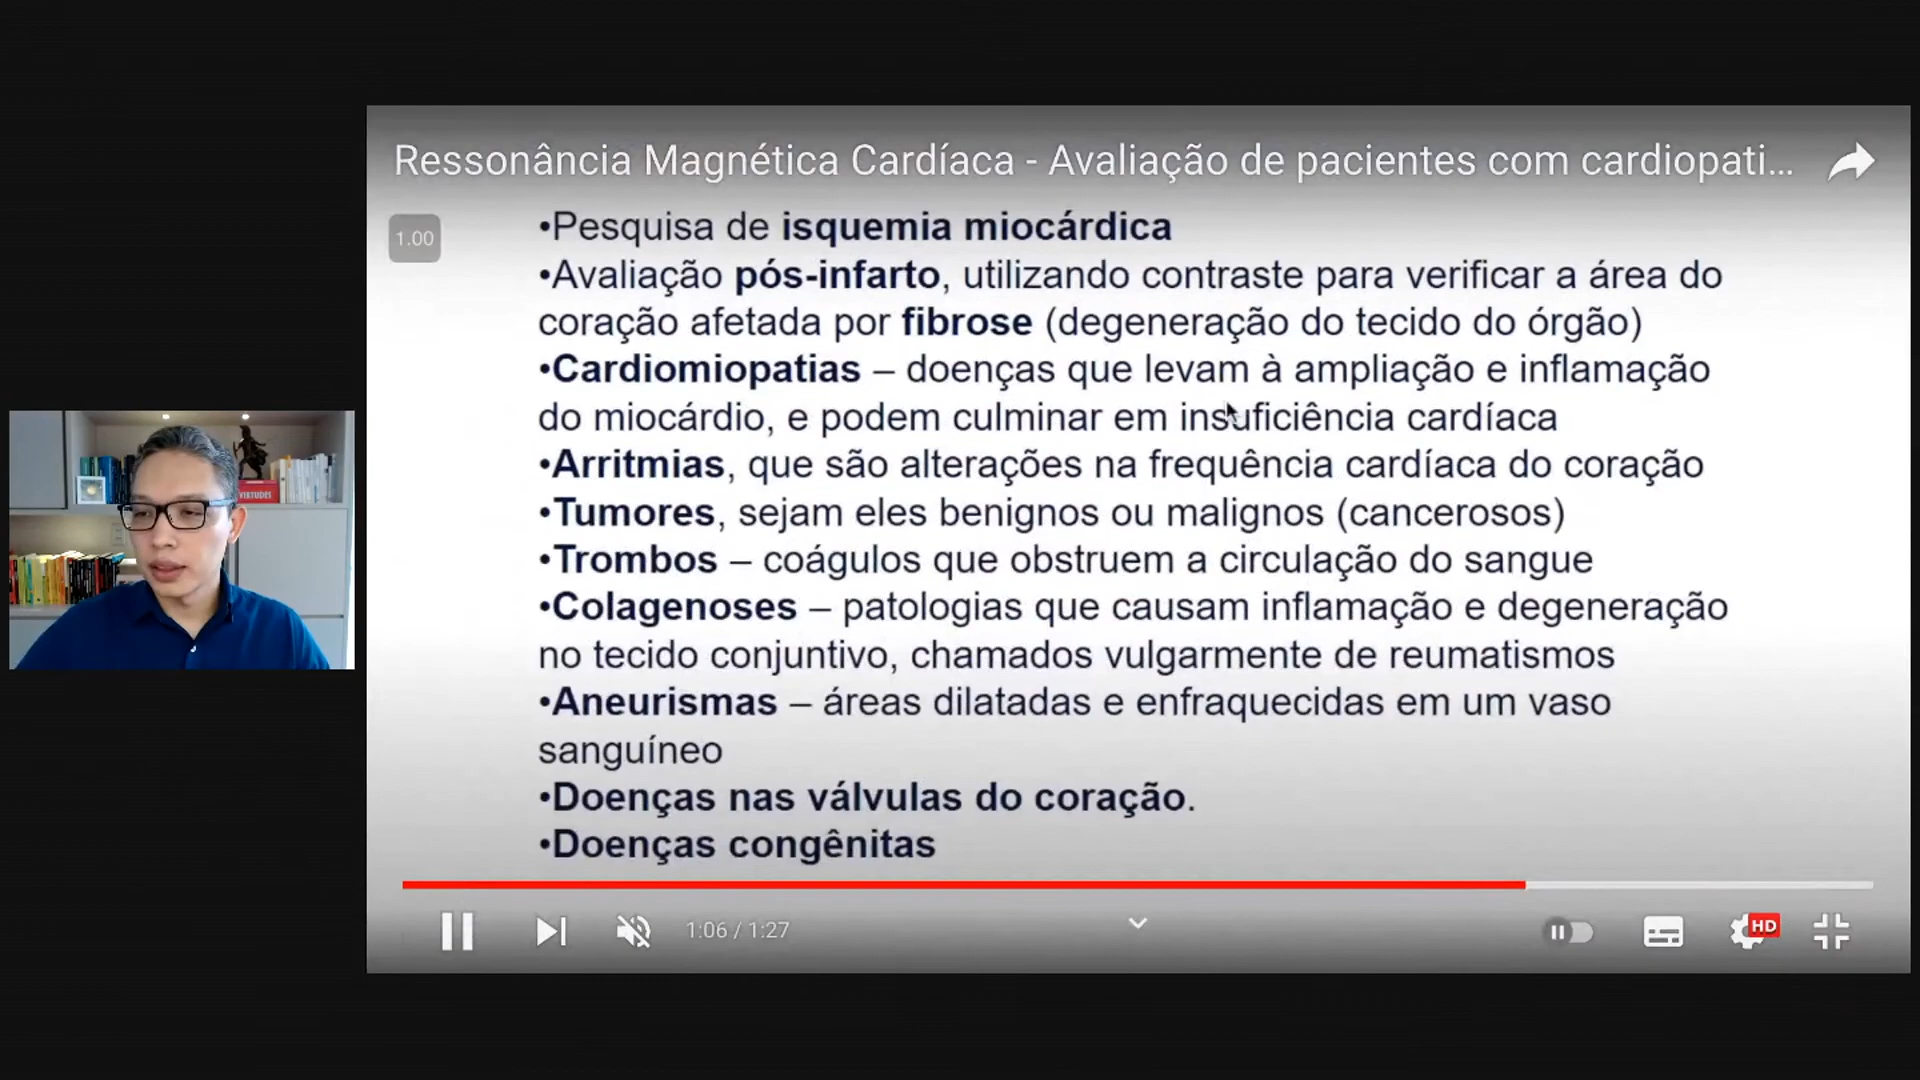 Ressonância Magnética Cardíaca - Avaliação de pacientes com cardiopati...
1.00
•Pesquisa de isquemia miocárdica
•Avaliação pós-infarto, utilizando contraste para verificar a área do
coração afetada por fibrose (degeneração do tecido do órgão)
•Cardiomiopatias – doenças que levam à ampliação e inflamação
do miocárdio, e podem culminar em insuficiência cardíaca
•Arritmias, que são alterações na frequência cardíaca do coração
•Tumores, sejam eles benignos ou malignos (cancerosos)
•Trombos – coágulos que obstruem a circulação do sangue
•Colagenoses – patologias que causam inflamação e degeneração
no tecido conjuntivo, chamados vulgarmente de reumatismos
•Aneurismas – áreas dilatadas e enfraquecidas em um vaso
sanguíneo
•Doenças nas válvulas do coração.
•Doenças congênitas
1:06 / 1:27
HD
VIRTUDES